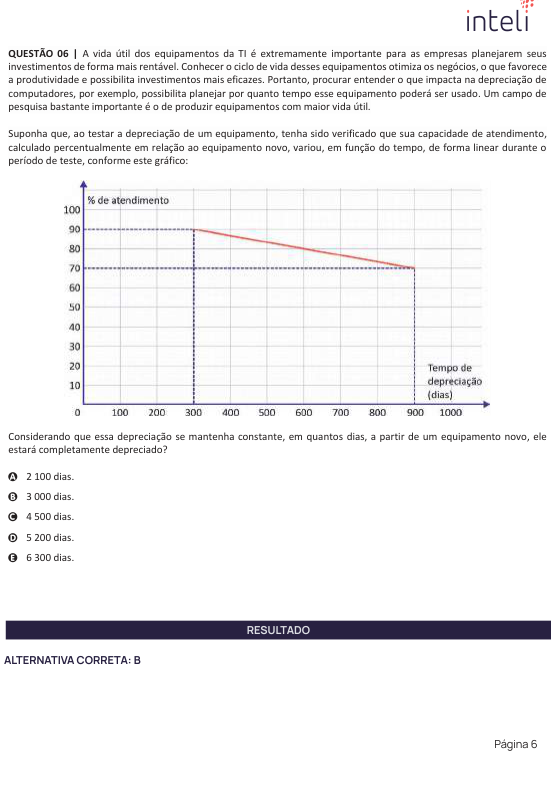 inteli
QUESTÃO 06 | A vida útil dos equipamentos da TI é extremamente importante para as empresas planejarem seus
investimentos de forma mais rentável. Conhecer o ciclo de vida desses equipamentos otimiza os negócios, o que favorece
a produtividade e possibilita investimentos mais eficazes. Portanto, procurar entender o que impacta na depreciação de
computadores, por exemplo, possibilita planejar por quanto tempo esse equipamento poderá ser usado. Um campo de
pesquisa bastante importante é o de produzir equipamentos com maior vida útil.
Suponha que, ao testar a depreciação de um equipamento, tenha sido verificado que sua capacidade de atendimento,
calculado percentualmente em relação ao equipamento novo, variou, em função do tempo, de forma linear durante o
período de teste, conforme este gráfico:
% de atendimento
100
90
80
70
60
50
40
30
20
10
Tempo de
depreciação
(dias)
0 100 200 300 400 500 600 700 800 900 1000
Considerando que essa depreciação se mantenha constante, em quantos dias, a partir de um equipamento novo, ele
estará completamente depreciado?
A 2 100 dias.
B 3 000 dias.
C 4 500 dias.
D 5 200 dias.
E 6 300 dias.
RESULTADO
ALTERNATIVA CORRETA: B
Página 6